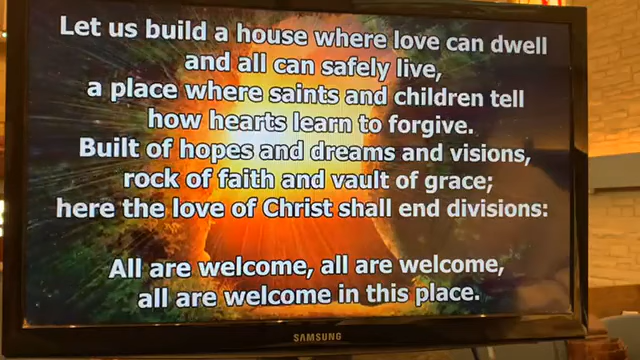 Let us build a house where love can dwell
and all can safely live,
a place where saints and children tell
how hearts learn to forgive.
Built of hopes and dreams and visions,
rock of faith and vault of grace;
here the love of Christ shall end divisions:
All are welcome, all are welcome,
all are welcome in this place.
SAMSUNG